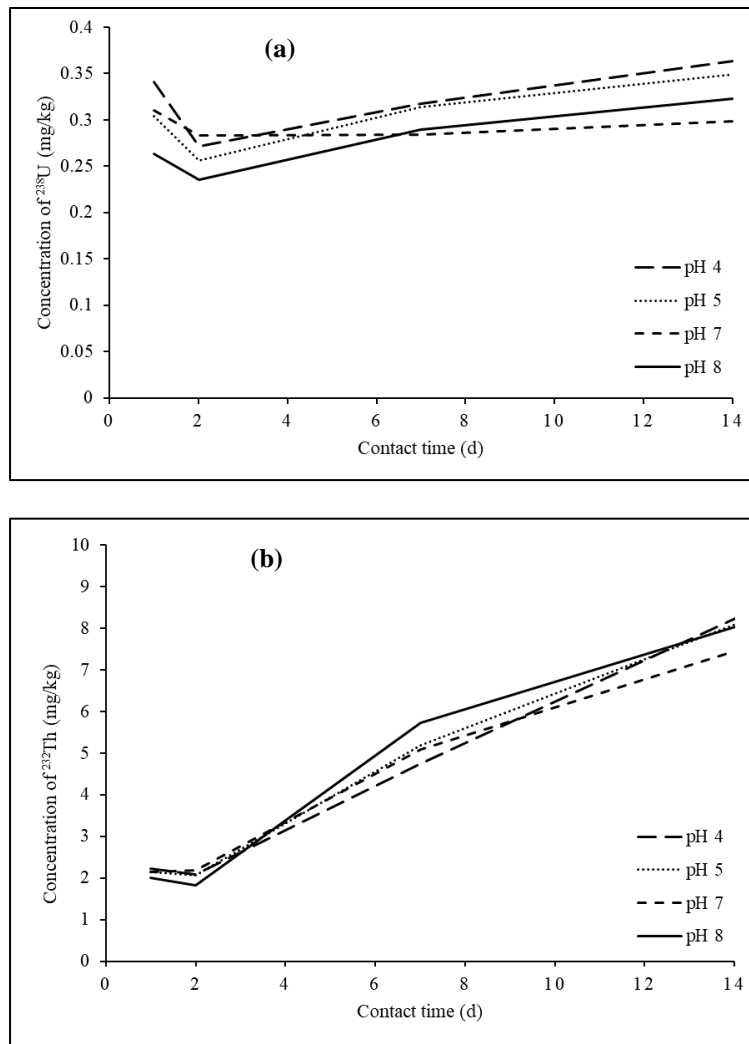 (a)
0.4
0.35
0.3
0.25
0.2
0.15
0.1
0.05
0
Concentration of ²³⁸U (mg/kg)
pH 4
pH 5
pH 7
pH 8
0 2 4 6 8 10 12 14
Contact time (d)
(b)
10
9
8
7
6
5
4
3
2
1
0
Concentration of ²³²Th (mg/kg)
pH 4
pH 5
pH 7
pH 8
0 2 4 6 8 10 12 14
Contact time (d)